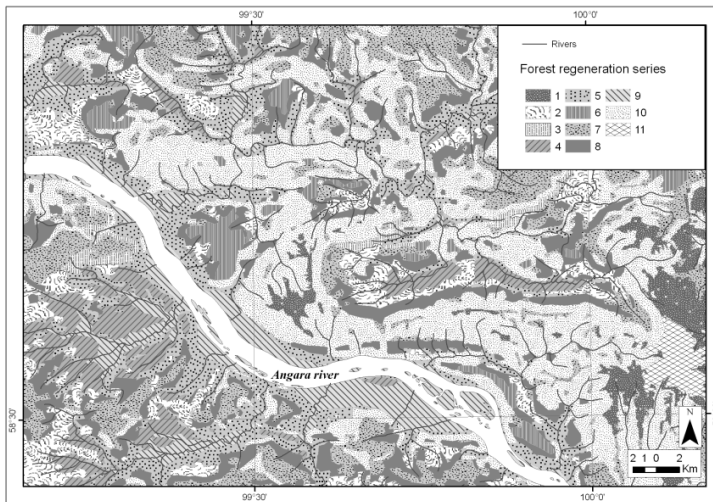 99°30'
100°0'
Rivers
Forest regeneration series
1 5 9
2 6 10
3 7 11
4 8
Angara river
58°30'
N
2 1 0 2
Km
99°30'
100°0'